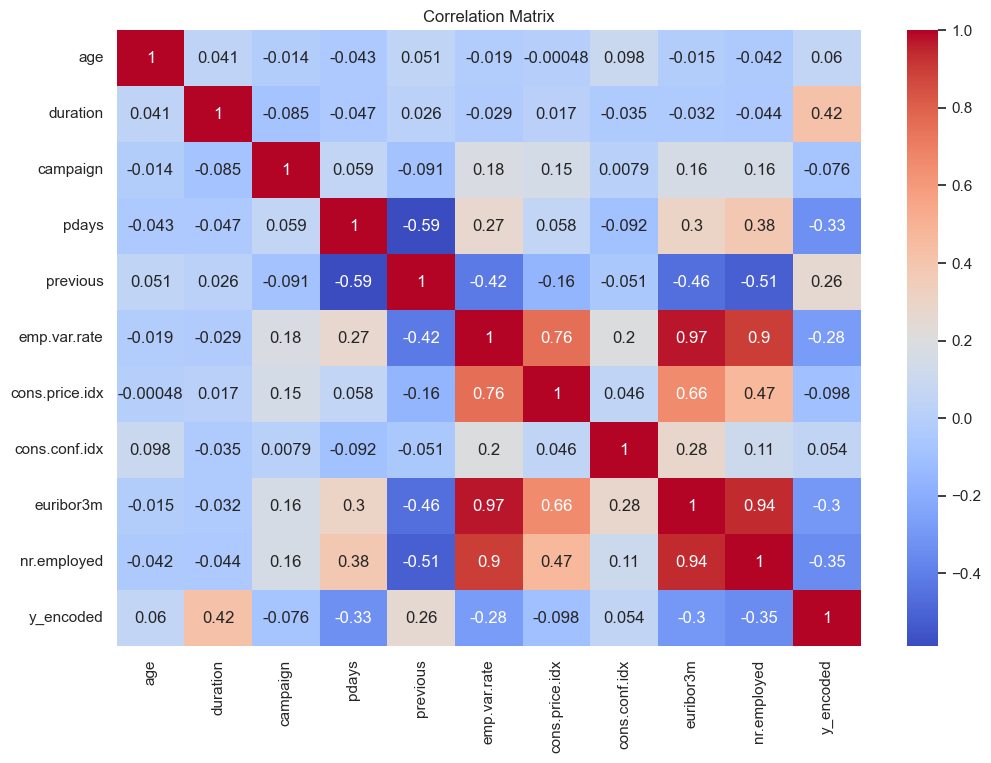 Correlation Matrix
age 1 0.041 -0.014 -0.043 0.051 -0.019 -0.00048 0.098 -0.015 -0.042 0.06
duration 0.041 1 -0.085 -0.047 0.026 -0.029 0.017 -0.035 -0.032 -0.044 0.42
campaign -0.014 -0.085 1 0.059 -0.091 0.18 0.15 0.0079 0.16 0.16 -0.076
pdays -0.043 -0.047 0.059 1 -0.59 0.27 0.058 -0.092 0.3 0.38 -0.33
previous 0.051 0.026 -0.091 -0.59 1 -0.42 -0.16 -0.051 -0.46 -0.51 0.26
emp.var.rate -0.019 -0.029 0.18 0.27 -0.42 1 0.76 0.2 0.97 0.9 -0.28
cons.price.idx -0.00048 0.017 0.15 0.058 -0.16 0.76 1 0.046 0.66 0.47 -0.098
cons.conf.idx 0.098 -0.035 0.0079 -0.092 -0.051 0.2 0.046 1 0.28 0.11 0.054
euribor3m -0.015 -0.032 0.16 0.3 -0.46 0.97 0.66 0.28 1 0.94 -0.3
nr.employed -0.042 -0.044 0.16 0.38 -0.51 0.9 0.47 0.11 0.94 1 -0.35
y_encoded 0.06 0.42 -0.076 -0.33 0.26 -0.28 -0.098 0.054 -0.3 -0.35 1
age duration campaign pdays previous emp.var.rate cons.price.idx cons.conf.idx euribor3m nr.employed y_encoded
1.0
0.8
0.6
0.4
0.2
0.0
−0.2
−0.4